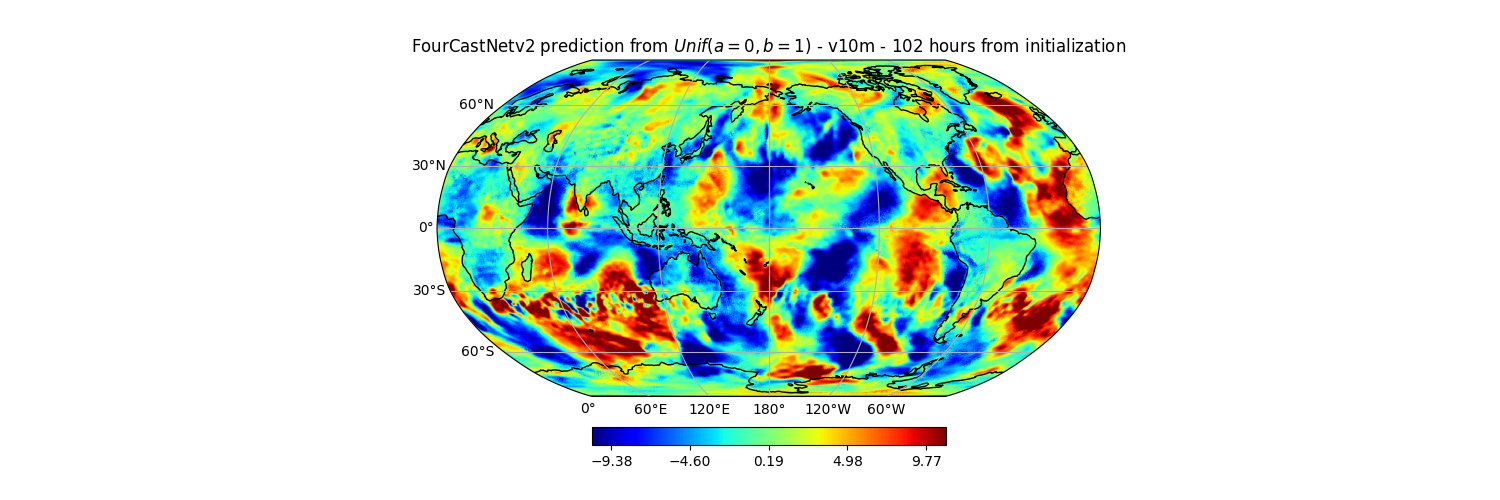 FourCastNetv2 prediction from Unif(a = 0, b = 1) - v10m - 102 hours from initialization
60°N
30°N
0°
30°S
60°S
0° 60°E 120°E 180° 120°W 60°W
−9.38 −4.60 0.19 4.98 9.77